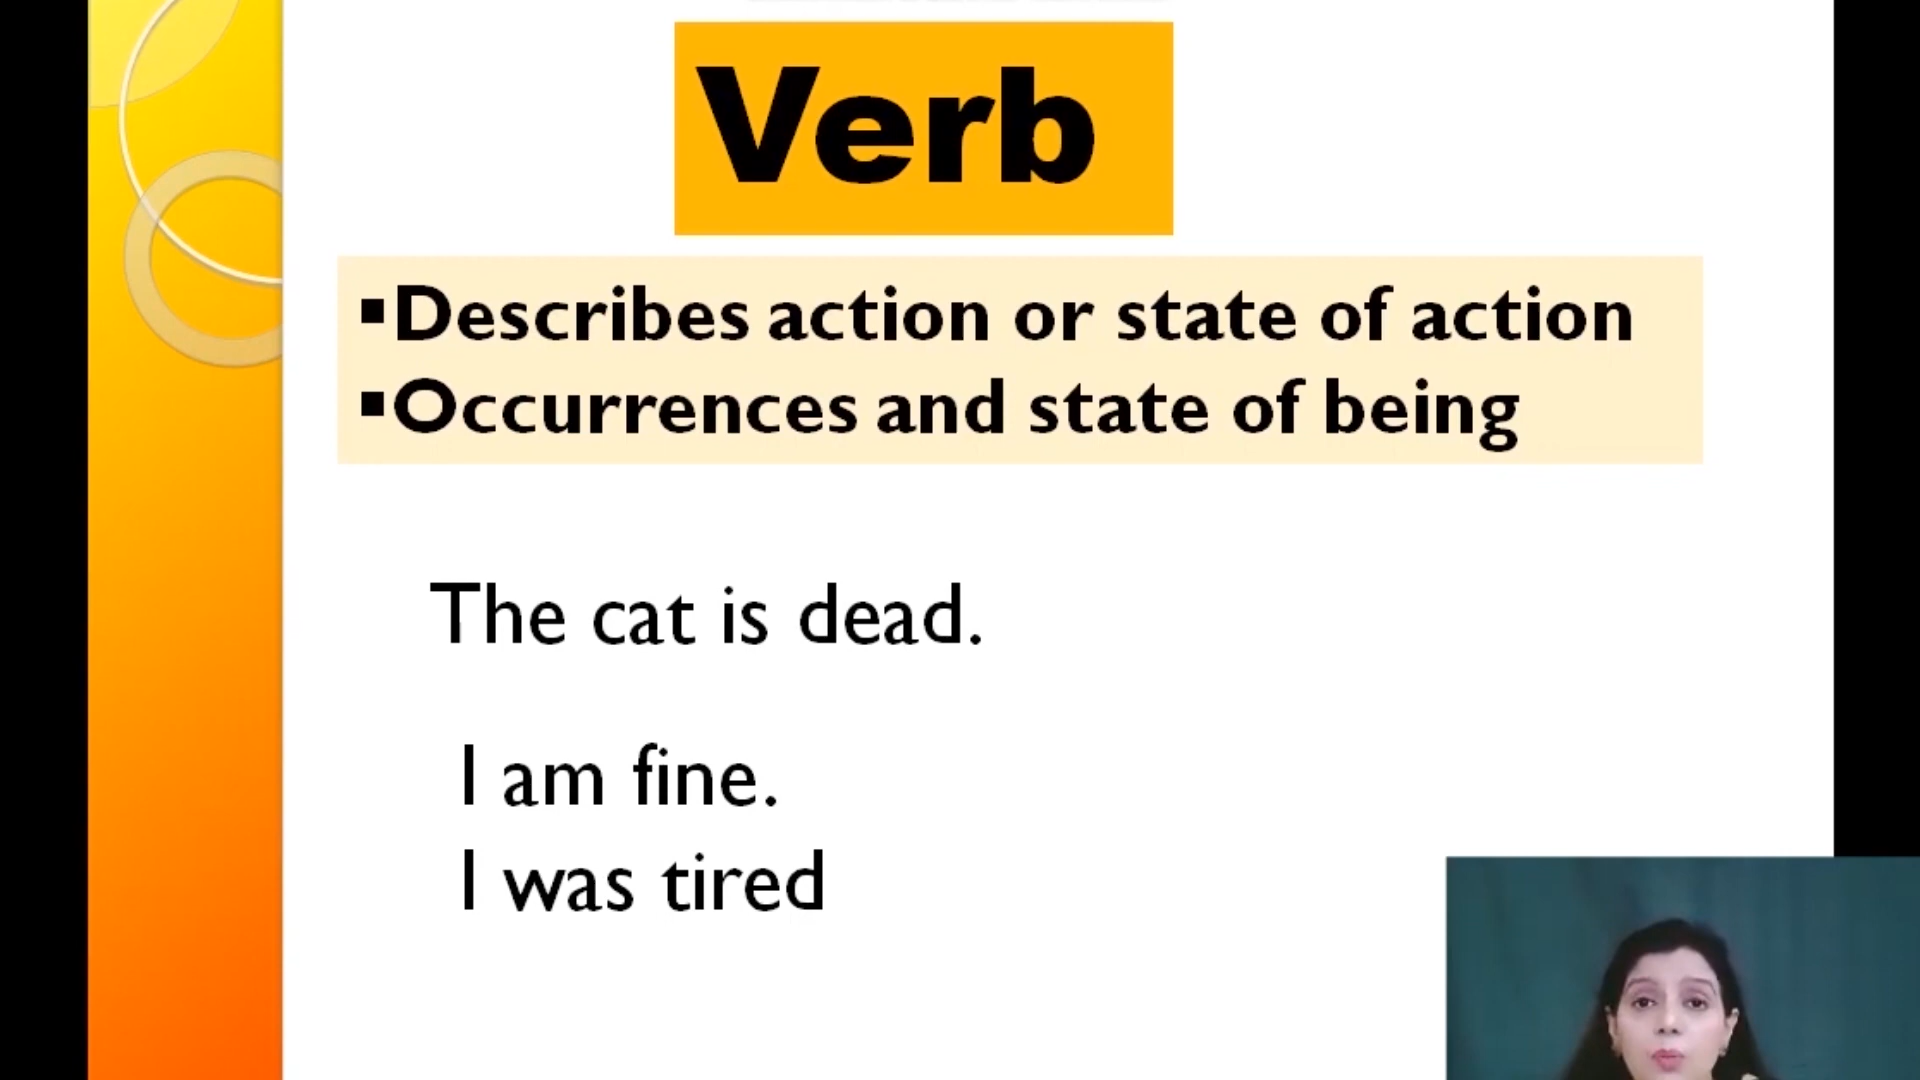 Verb
▪Describes action or state of action
▪Occurrences and state of being
The cat is dead.
I am fine.
I was tired